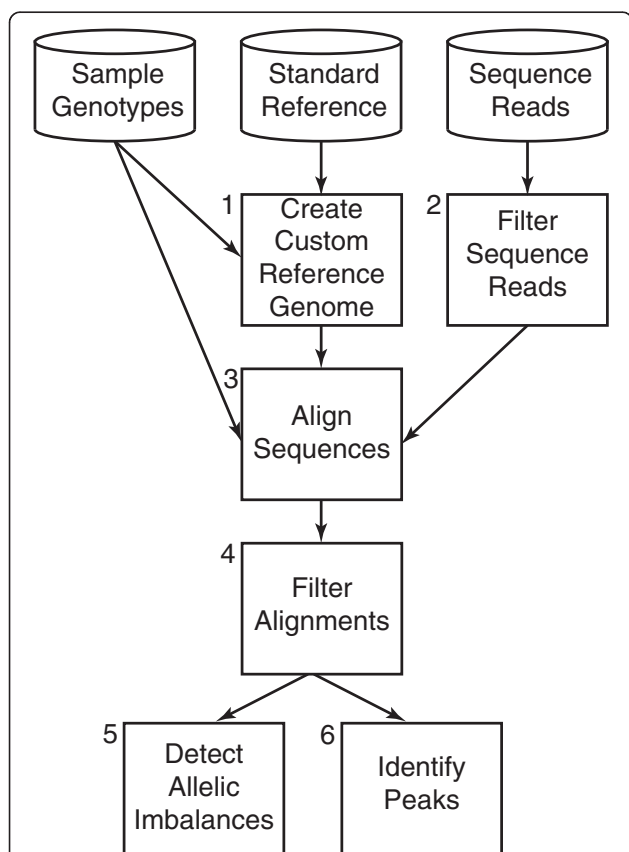 Sample
Genotypes
Standard
Reference
Sequence
Reads
1
Create
Custom
Reference
Genome
2
Filter
Sequence
Reads
3
Align
Sequences
4
Filter
Alignments
5
Detect
Allelic
Imbalances
6
Identify
Peaks